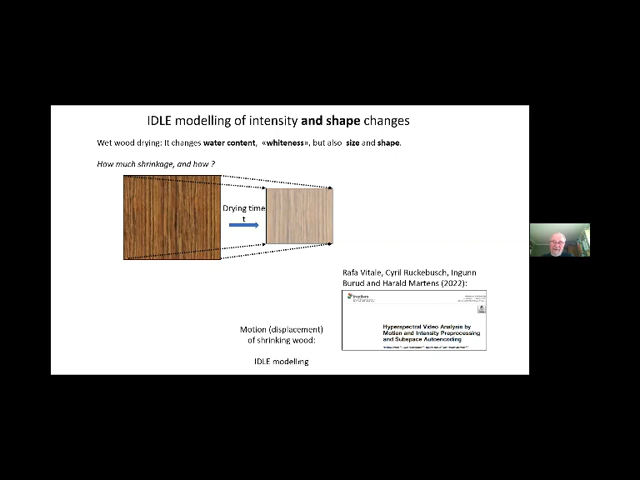 IDLE modelling of intensity and shape changes
Wet wood drying: It changes water content, «whiteness», but also size and shape.
How much shrinkage, and how ?
Drying time
t
Rafa Vitale, Cyril Ruckebusch, Ingunn
Burud and Harald Martens (2022):
frontiers
Hyperspectral Video Analysis by
Motion and Intensity Preprocessing
and Subspace Autoencoding
Motion (displacement)
of shrinking wood:
IDLE modelling